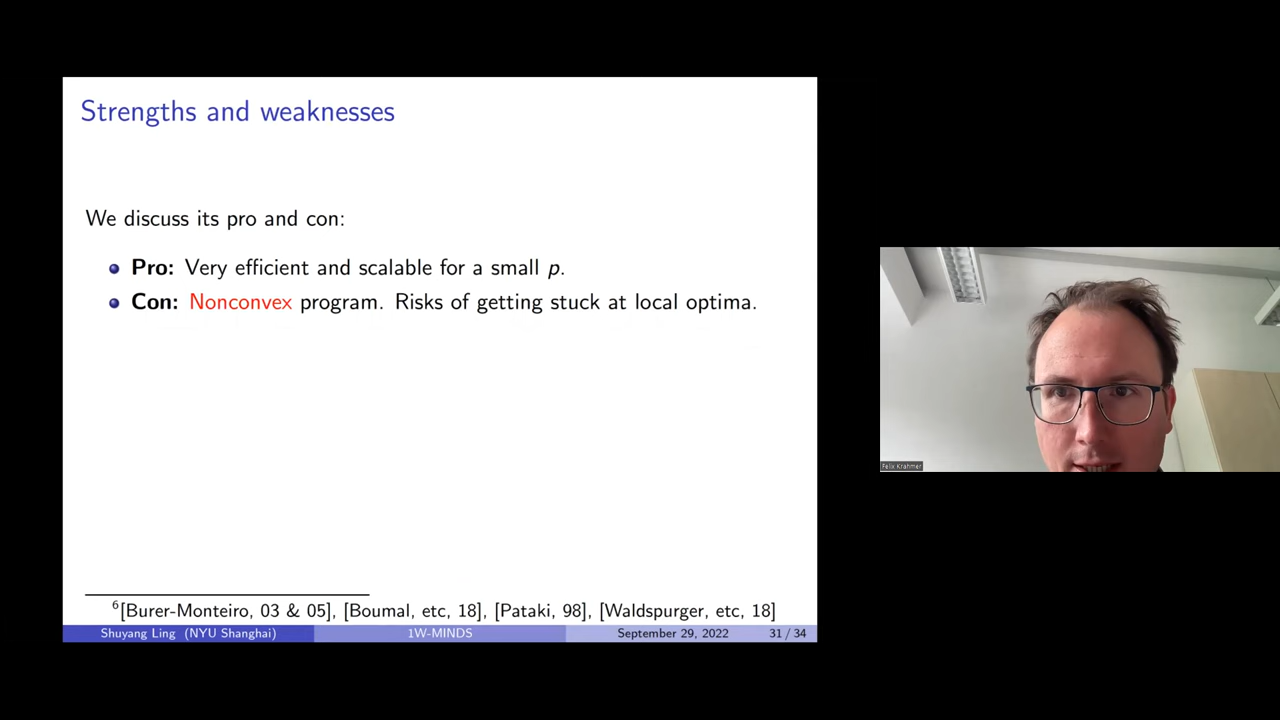 Strengths and weaknesses
We discuss its pro and con:
Pro: Very efficient and scalable for a small p.
Con: Nonconvex program. Risks of getting stuck at local optima.
6[Burer-Monteiro, 03 & 05], [Boumal, etc, 18], [Pataki, 98], [Waldspurger, etc, 18]
Shuyang Ling (NYU Shanghai) 1W-MINDS September 29, 2022 31 / 34
Felix Krahmer